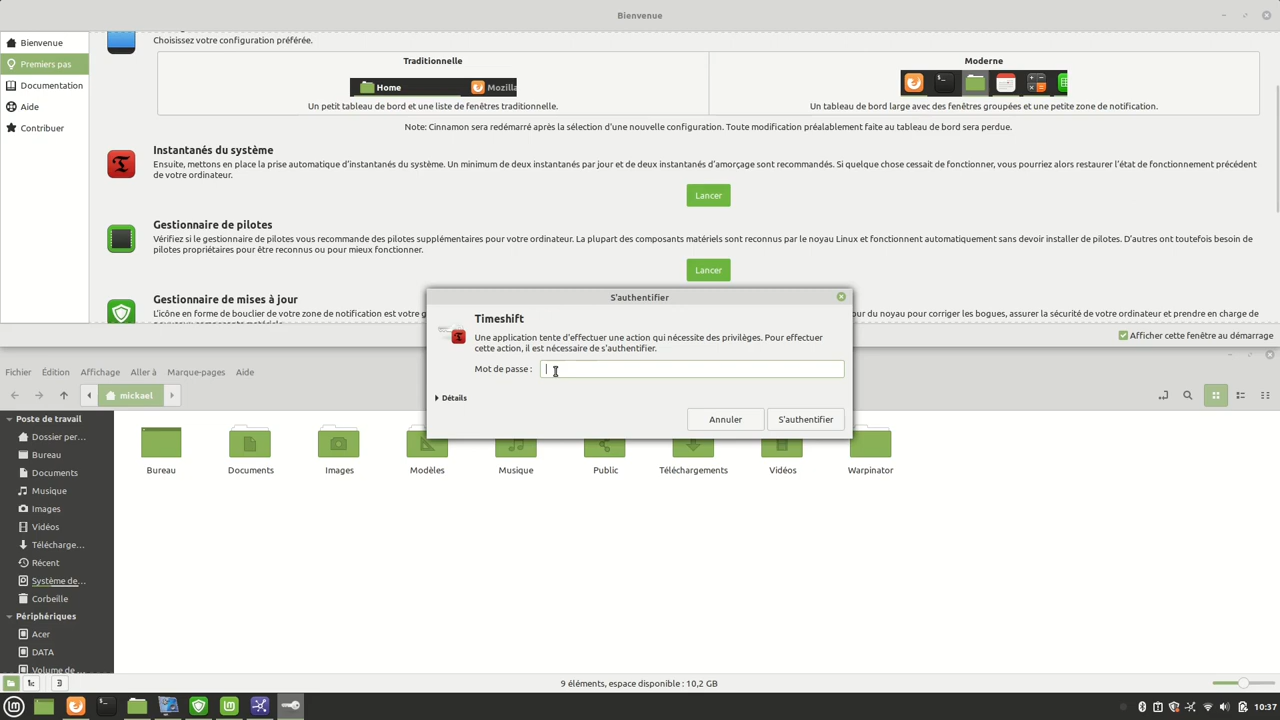 Bienvenue
Bienvenue
Premiers pas
Documentation
Aide
Contribuer
Choisissez votre configuration préférée.
Traditionnelle
Moderne
Home
Mozilla
Un petit tableau de bord et une liste de fenêtres traditionnelle.
Un tableau de bord large avec des fenêtres groupées et une petite zone de notification.
Note: Cinnamon sera redémarré après la sélection d'une nouvelle configuration. Toute modification préalablement faite au tableau de bord sera perdue.
Instantanés du système
Ensuite, mettons en place la prise automatique d'instantanés du système. Un minimum de deux instantanés par jour et de deux instantanés d'amorçage sont recommandés. Si quelque chose cessait de fonctionner, vous pourriez alors restaurer l'état de fonctionnement précédent
de votre ordinateur.
Lancer
Gestionnaire de pilotes
Vérifiez si le gestionnaire de pilotes vous recommande des pilotes supplémentaires pour votre ordinateur. La plupart des composants matériels sont reconnus par le noyau Linux et fonctionnent automatiquement sans devoir installer de pilotes. D'autres ont toutefois besoin de
pilotes propriétaires pour être reconnus ou pour mieux fonctionner.
Lancer
Gestionnaire de mises à jour
L'icône en forme de bouclier de votre zone de notification est votre
du noyau pour corriger les bogues, assurer la sécurité de votre ordinateur et prendre en charge de
Afficher cette fenêtre au démarrage
S'authentifier
Timeshift
Une application tente d'effectuer une action qui nécessite des privilèges. Pour effectuer
cette action, il est nécessaire de s'authentifier.
Mot de passe :
Détails
Annuler
S'authentifier
Fichier Édition Affichage Aller à Marque-pages Aide
mickael
Poste de travail
Dossier per...
Bureau
Documents
Musique
Images
Vidéos
Télécharge...
Récent
Système de...
Corbeille
Périphériques
Acer
DATA
Volume de ...
Bureau
Documents
Images
Modèles
Musique
Public
Téléchargements
Vidéos
Warpinator
9 éléments, espace disponible : 10,2 GB
10:37